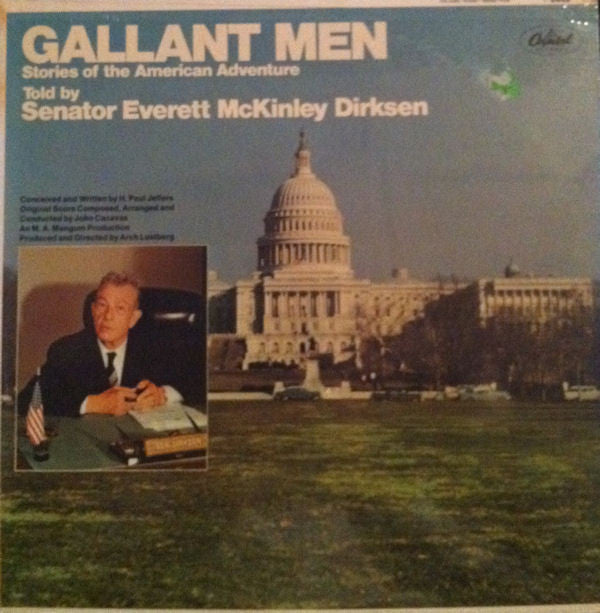 Capitol
GALLANT MEN
Stories of the American Adventure
Told by
Senator Everett McKinley Dirksen
Conceived and Written by H. Paul Jeffers
Original Score Composed, Arranged and
Conducted by John Cacavas
An M. A. Mangum Production
Produced and Directed by Arch Lustberg